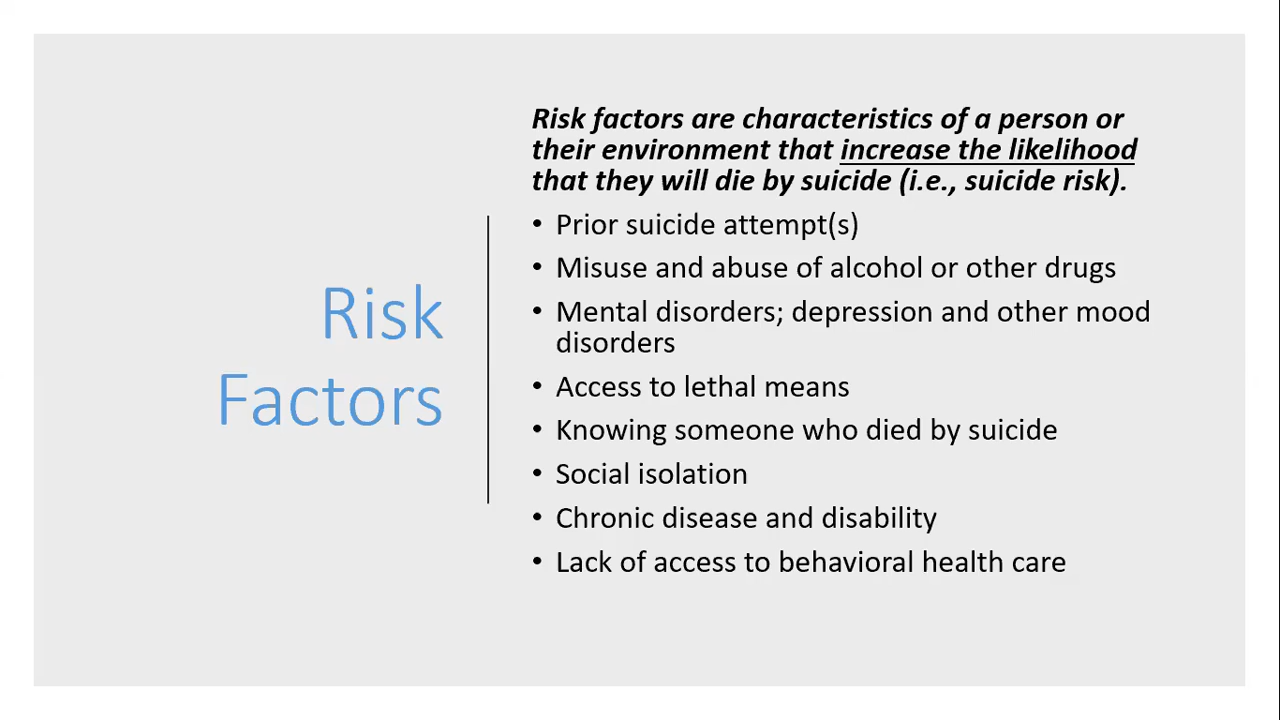 Risk
Factors
Risk factors are characteristics of a person or
their environment that increase the likelihood
that they will die by suicide (i.e., suicide risk).
• Prior suicide attempt(s)
• Misuse and abuse of alcohol or other drugs
• Mental disorders; depression and other mood
disorders
• Access to lethal means
• Knowing someone who died by suicide
• Social isolation
• Chronic disease and disability
• Lack of access to behavioral health care